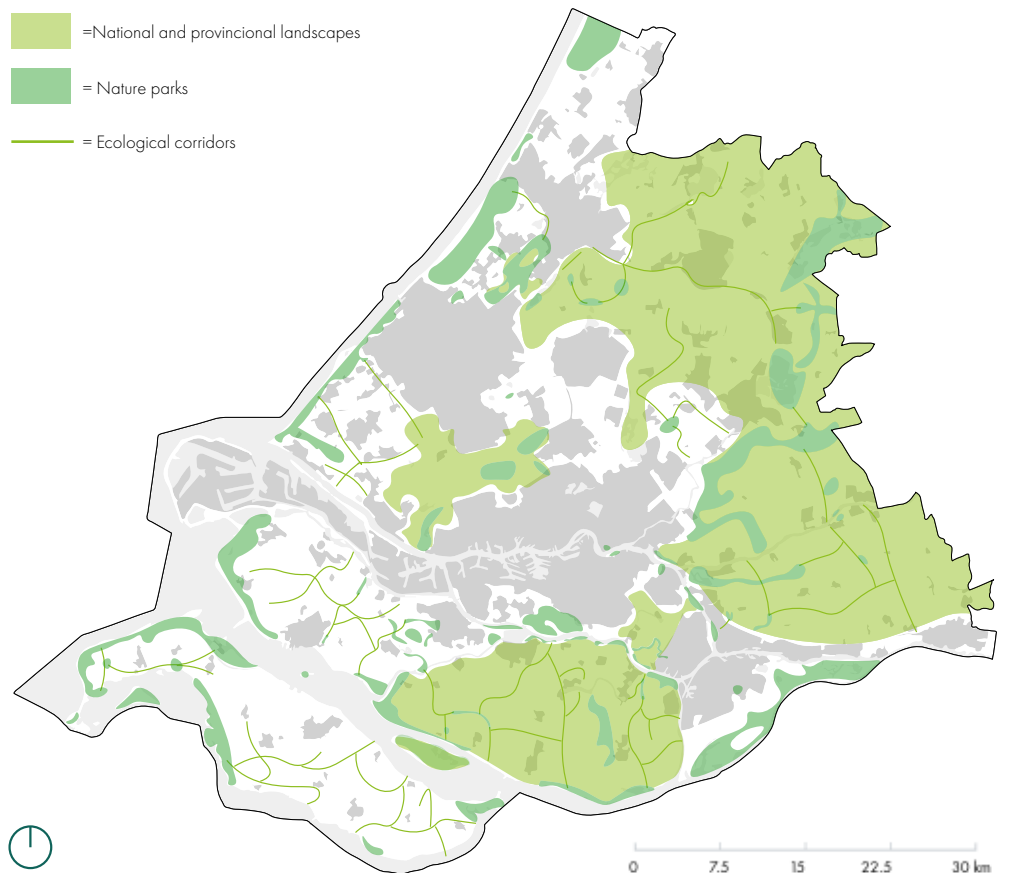 =National and provincional landscapes
= Nature parks
= Ecological corridors
0 7.5 15 22.5 30 km